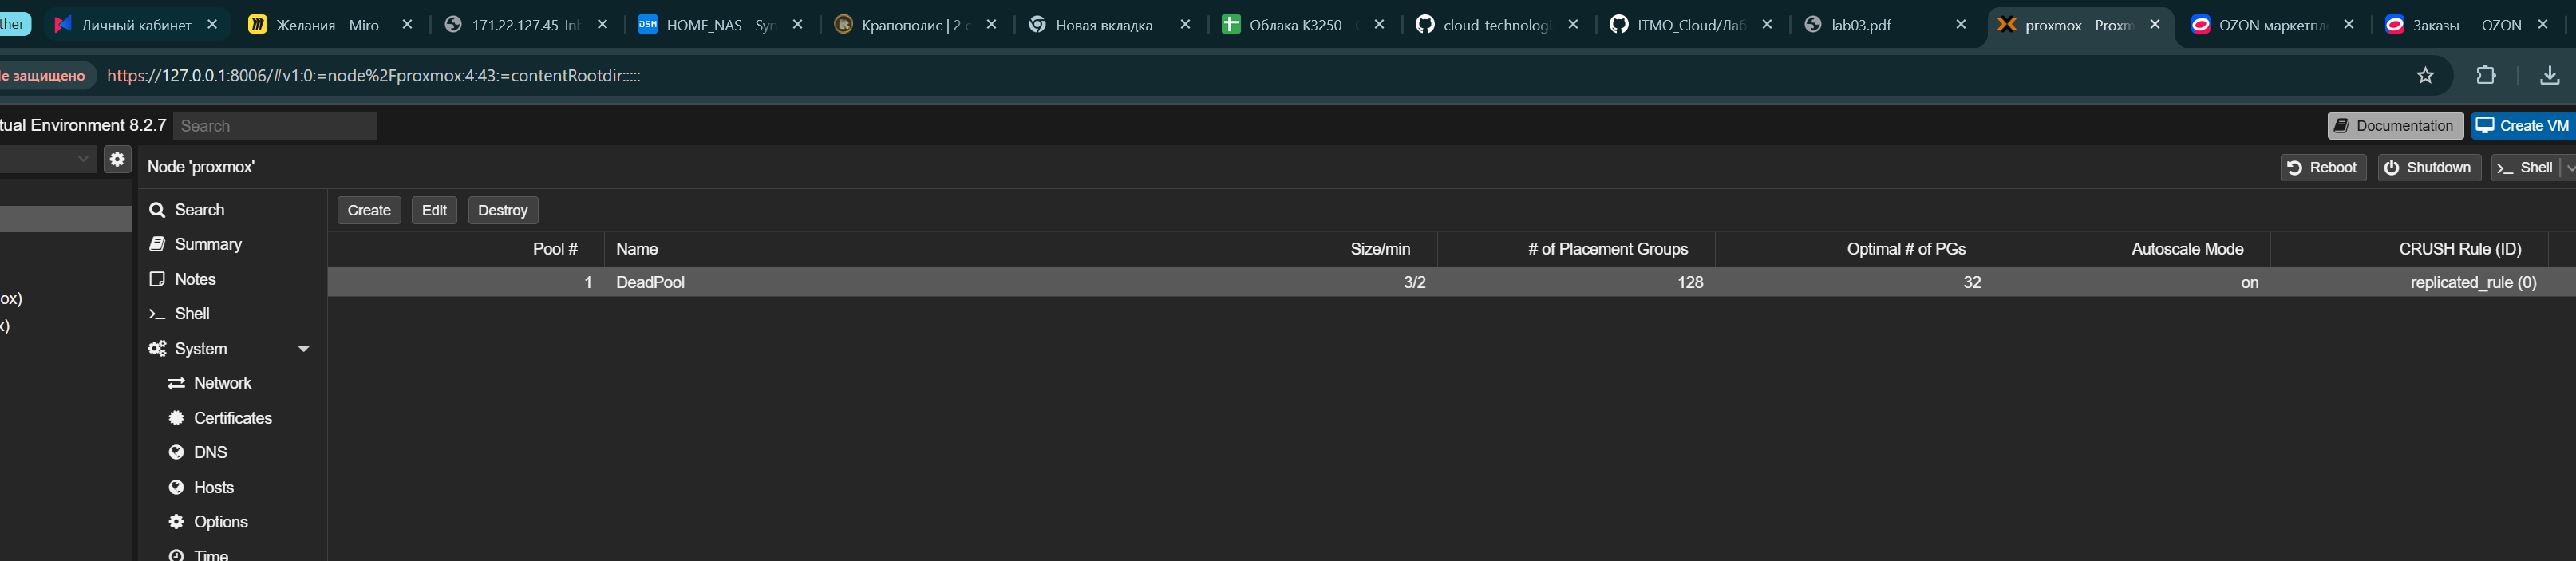 ther Личный кабинет Желания - Miro 171.22.127.45-Inb HOME_NAS - Syn Крапополис | 2 с Новая вкладка Облака K3250 - cloud-technologi ITMO_Cloud/Лаб lab03.pdf proxmox - Proxm OZON маркетпл Заказы — OZON
е защищено https://127.0.0.1:8006/#v1:0:=node%2Fproxmox:4:43:=contentRootdir:::::
tual Environment 8.2.7 Search Documentation Create VM
Node 'proxmox' Reboot Shutdown Shell
Search Create Edit Destroy
Summary Pool # Name Size/min # of Placement Groups Optimal # of PGs Autoscale Mode CRUSH Rule (ID)
Notes 1 DeadPool 3/2 128 32 on replicated_rule (0)
ox)
Shell
x)
System
Network
Certificates
DNS
Hosts
Options
Time